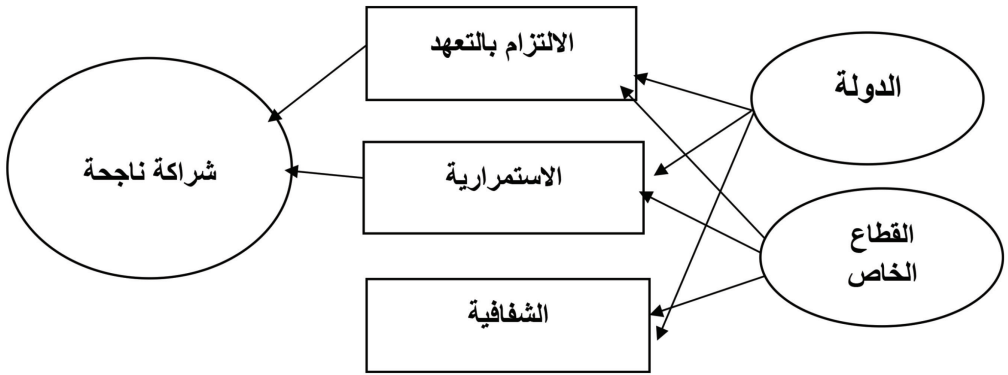 الالتزام بالتعهد
الدولة
شراكة ناجحة
الاستمرارية
القطاع
الخاص
الشفافية